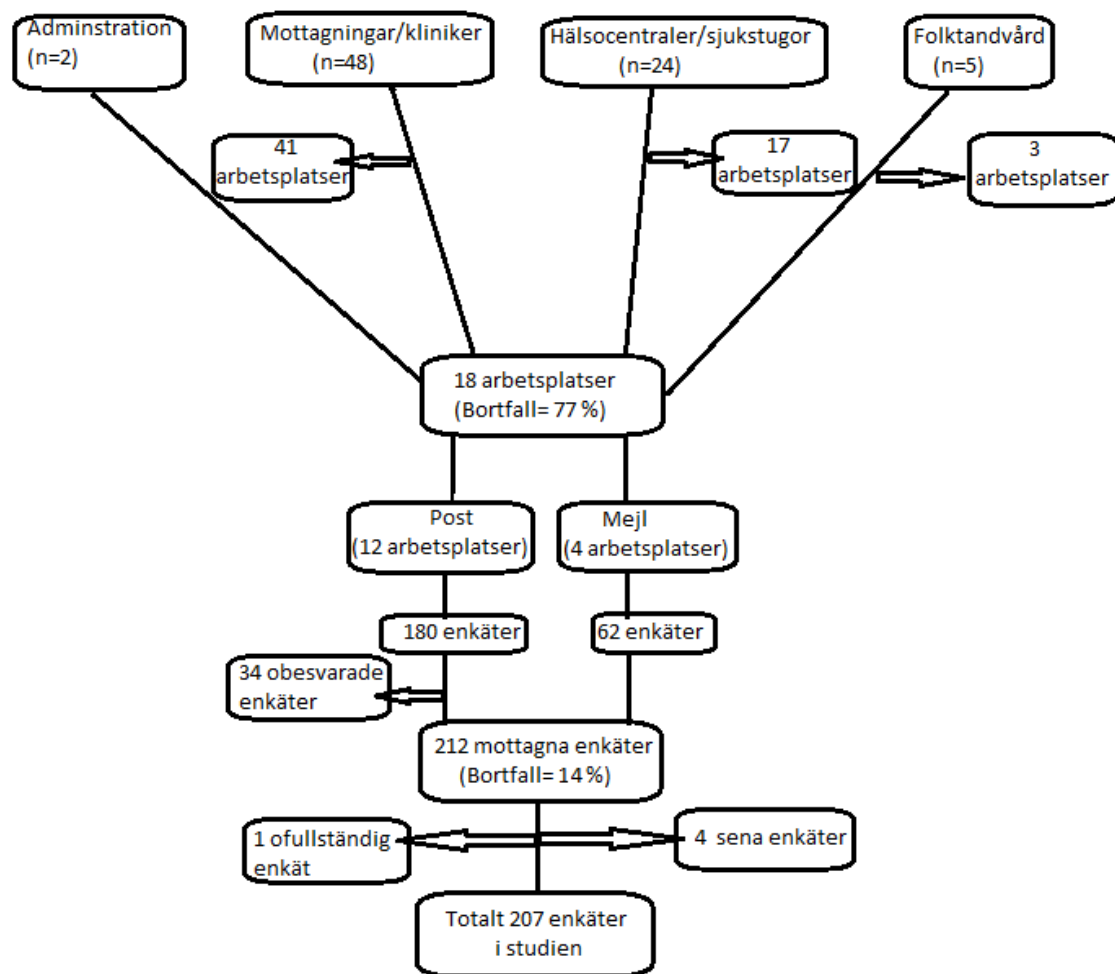 Adminstration
(n=2)
Mottagningar/kliniker
(n=48)
Hälsocentraler/sjukstugor
(n=24)
Folktandvård
(n=5)
41
arbetsplatser
17
arbetsplatser
3
arbetsplatser
18 arbetsplatser
(Bortfall= 77 %)
Post
(12 arbetsplatser)
Mejl
(4 arbetsplatser)
180 enkäter
62 enkäter
34 obesvarade
enkäter
212 mottagna enkäter
(Bortfall= 14 %)
1 ofullständig
enkät
4 sena enkäter
Totalt 207 enkäter
i studien